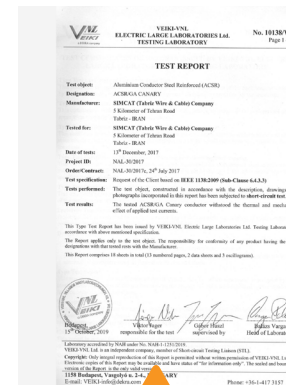 VNL
VEIKI
VEIKI-VNL
ELECTRIC LARGE LABORATORIES Ltd.
TESTING LABORATORY
No. 10138/
Page 1
TEST REPORT
Test object: Aluminium Conductor Steel Reinforced (ACSR)
Designation: ACSR/GA CANARY
Manufacturer: SIMCAT (Tabriz Wire & Cable) Company
5 Kilometer of Tehran Road
Tabriz - IRAN
Tested for: SIMCAT (Tabriz Wire & Cable) Company
5 Kilometer of Tehran Road
Tabriz - IRAN
Date of tests: 13th December, 2017
Project ID: NAL-30/2017
Order/Contract: NAL-30/2017z, 24th July 2017
Test specification: Request of the Client based on IEEE 1138:2009 (Sub-Clause 6.4.3.3)
Tests performed: The test object, constructed in accordance with the description, drawings
photographs incorporated in this report has been subjected to short-circuit test
Test results: The tested ACSR/GA Canary conductor withstood the thermal and mecha
effect of applied test currents.
This Type Test Report has been issued by VEIKI-VNL Electric Large Laboratories Ltd. Testing Labora
accordance with above mentioned specification.
The Report applies only to the test object. The responsibility for conformity of any product having the
designations with that tested rests with the Manufacturer.
This Report comprises 18 sheets in total (13 numbered pages, 2 data sheets and 3 oscillograms).
Budapest,
15th October, 2019
Viktor Nagy
responsible for the test
Gábor Hűsel
supervised by
Balázs Varga
Head of Laborat
Laboratory accredited by NAH under No. NAH-1-1251/2019.
VEIKI-VNL Ltd. is an independent company, member of Short-circuit Testing Liaison (STL).
Copyright: Only integral reproduction of this Report is permitted without written permission of VEIKI-VNL
Electronic copies of this Report may be available and have status of "for information only". The sealed and bound
version of the Report is the only valid version.
1158 Budapest, Vasgolyó u. 2-4.,
E-mail: VEIKI-info@dekra.com
Phone: +36-1-417 3157